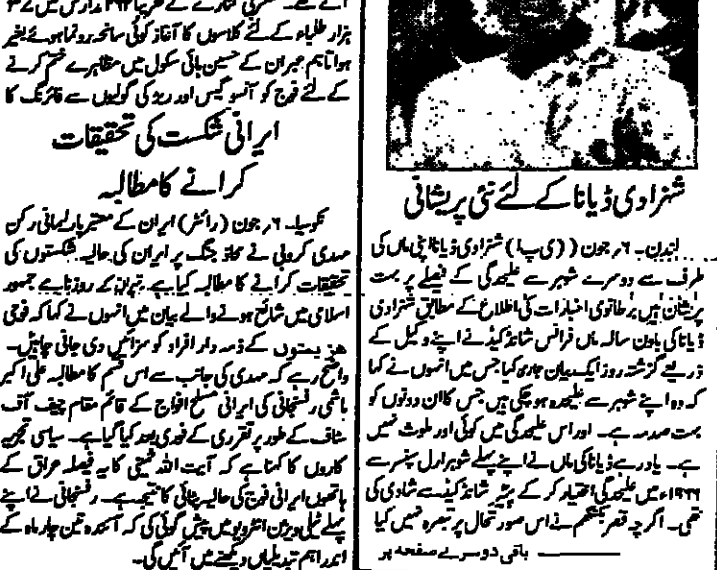 شہزادی ڈیانا کے لئے نئی پریشانی
لندن۔ ۶؍ جون (پ ی ا) شہزادی ڈیانا اپنی ماں کی
طرف سے دوسرے شوہر سے علیحدگی کے فیصلے پر بہت
پریشان ہیں برطانوی اخبارات کی اطلاع کے مطابق شہزادی
ڈیانا کی باون سالہ ماں فرانس شانڈ کیڈ نے اپنے وکیل کے
ذریعے گزشتہ روز ایک بیان جاری کیا جس میں انہوں نے کہا
کہ وہ اپنے شوہر سے علیحدہ ہو چکی ہیں جس کا ان دونوں کو
بہت صدمہ ہے۔ اور اس علیحدگی میں کوئی اور ملوث نہیں
ہے۔ یاد رہے ڈیانا کی ماں نے اپنے پہلے شوہر ارل سپنسر سے
۱۹۶۹ء میں علیحدگی اختیار کر کے پیٹر شانڈ کیڈ سے شادی کی
تھی۔ اگرچہ قصر بکنگھم نے اس صورتحال پر تبصرہ نہیں کیا
باقی دوسرے صفحہ پر
ہزار طلباء کے لئے کلاسوں کا آغاز کوئی سانحہ رونما ہوئے بغیر
ہوا تاہم جبران کے حسین ہائی سکول میں مظاہرے ختم کرنے
کے لئے فوج کو آنسو گیس اور ربڑ کی گولیوں سے فائرنگ کا
ایرانی شکست کی تحقیقات
کرانے کا مطالبہ
نکوسیا۔ ۶؍ جون (رائٹر) ایران کے معتبر پارلیمانی رکن
مہدی کروبی نے محاذ جنگ پر ایران کی حالیہ شکستوں کی
تحقیقات کرانے کا مطالبہ کیا ہے۔ تہران کے روزنامے جمہور
اسلامی میں شائع ہونے والے بیان میں انہوں نے کہا کہ فوجی
ھزیمتوں کے ذمہ دار افراد کو سزائیں دی جانی چاہئیں۔
واضح رہے کہ مہدی کی جانب سے اس قسم کا مطالبہ علی اکبر
ہاشمی رفسنجانی کی ایرانی مسلح افواج کے قائم مقام چیف آف
سٹاف کے طور پر تقرری کے فوری بعد کیا گیا ہے۔ سیاسی تجزیہ
کاروں کا کہنا ہے کہ آیت اللہ خمینی کا یہ فیصلہ عراق کے
ہاتھوں ایرانی فوج کی حالیہ پٹائی کا نتیجہ ہے۔ رفسنجانی نے اپنے
پہلے ٹیلی ویژن انٹرویو میں پیش گوئی کی کہ آئندہ تین چار ماہ کے
اندر اہم تبدیلیاں دیکھنے میں آئیں گی۔